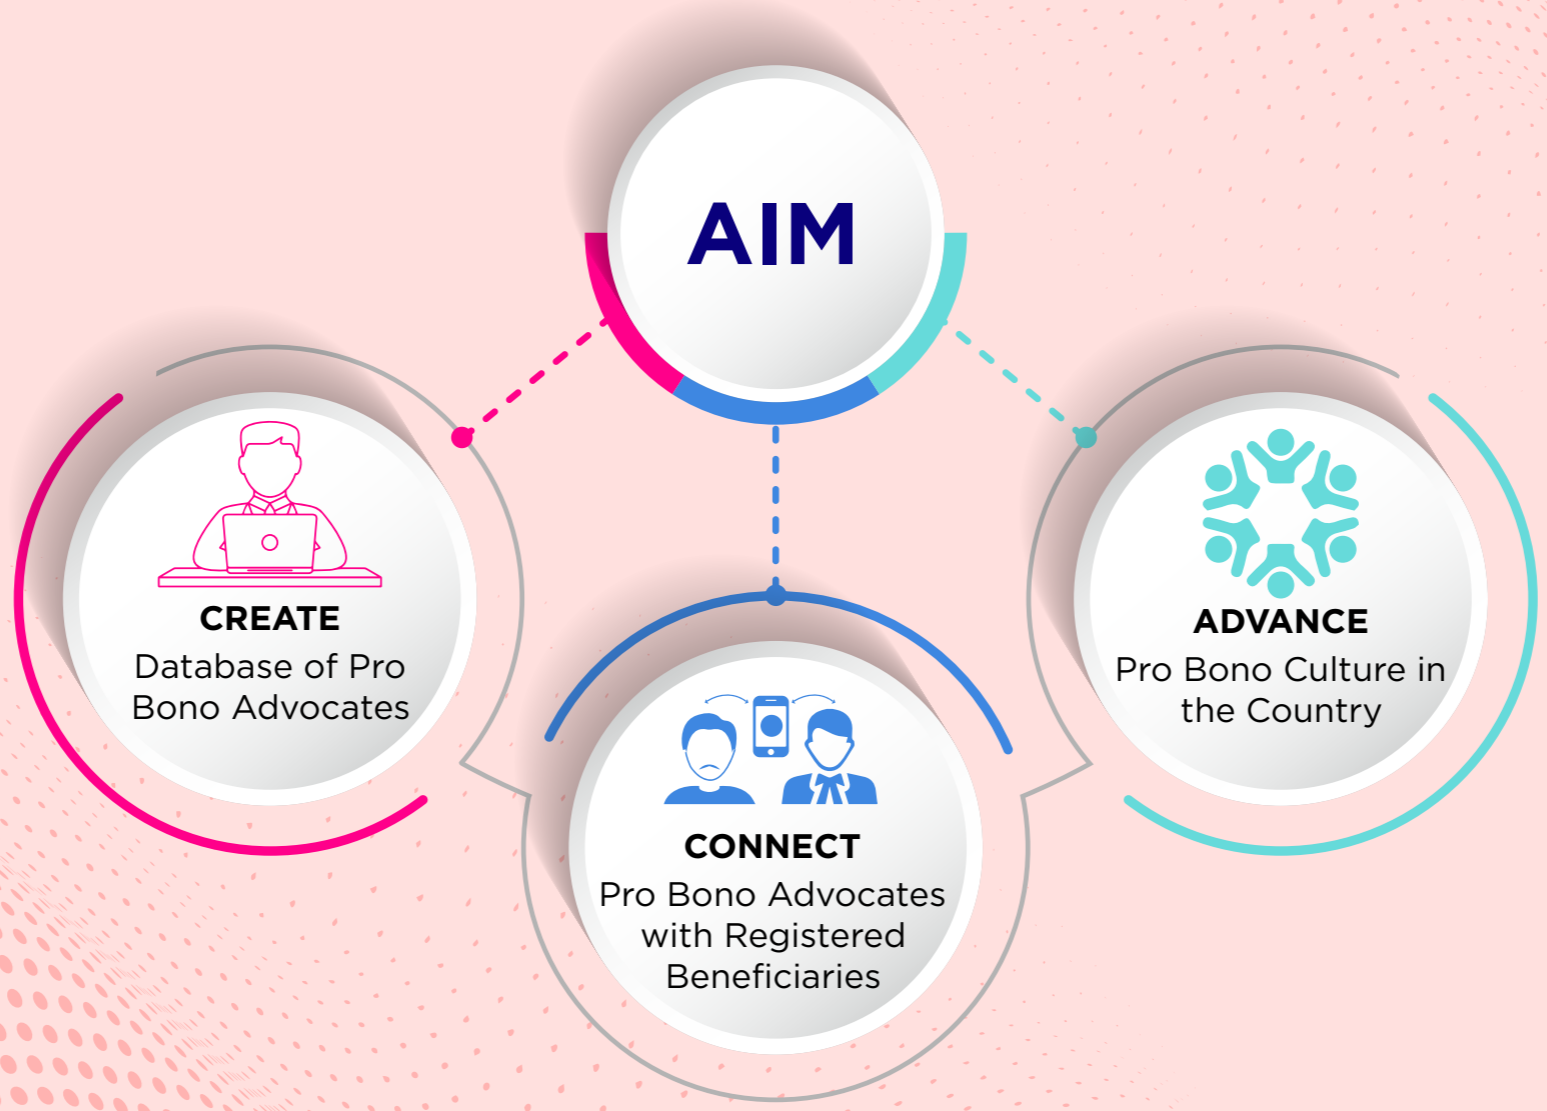 AIM
CREATE
Database of Pro
Bono Advocates
CONNECT
Pro Bono Advocates
with Registered
Beneficiaries
ADVANCE
Pro Bono Culture in
the Country